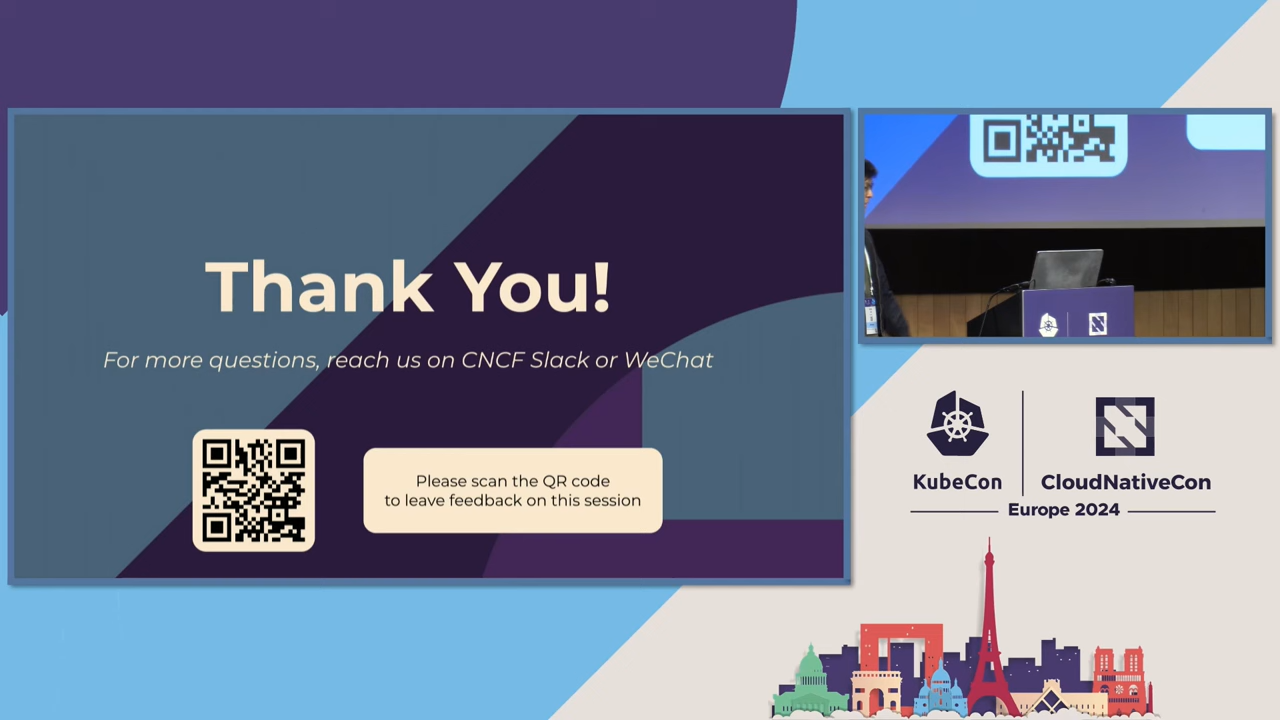 Thank You!
For more questions, reach us on CNCF Slack or WeChat
Please scan the QR code
to leave feedback on this session
KubeCon
CloudNativeCon
Europe 2024